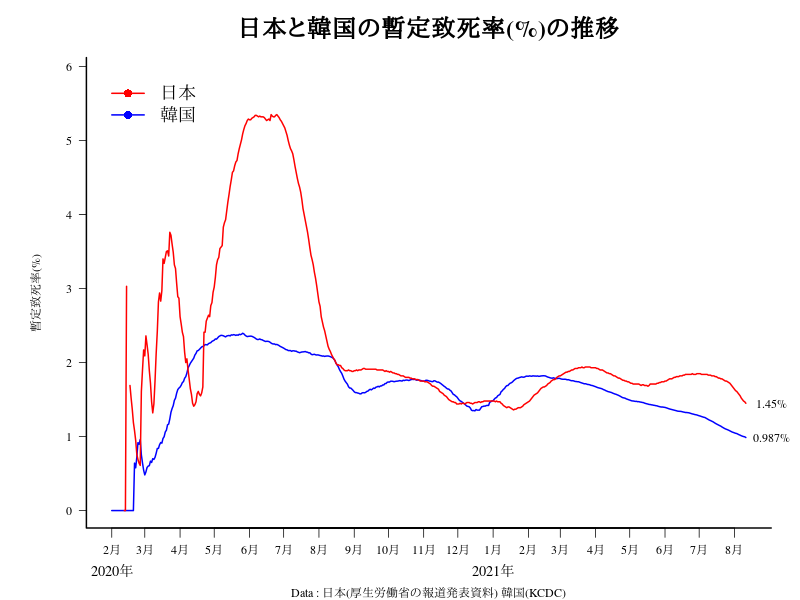 日本と韓国の暫定致死率(%)の推移
6
日本
韓国
5
4
暫定致死率(%)
3
2
1.45%
1
0.987%
0
2月 3月 4月 5月 6月 7月 8月 9月 10月 11月 12月 1月 2月 3月 4月 5月 6月 7月 8月
2020年 2021年
Data : 日本(厚生労働省の報道発表資料) 韓国(KCDC)